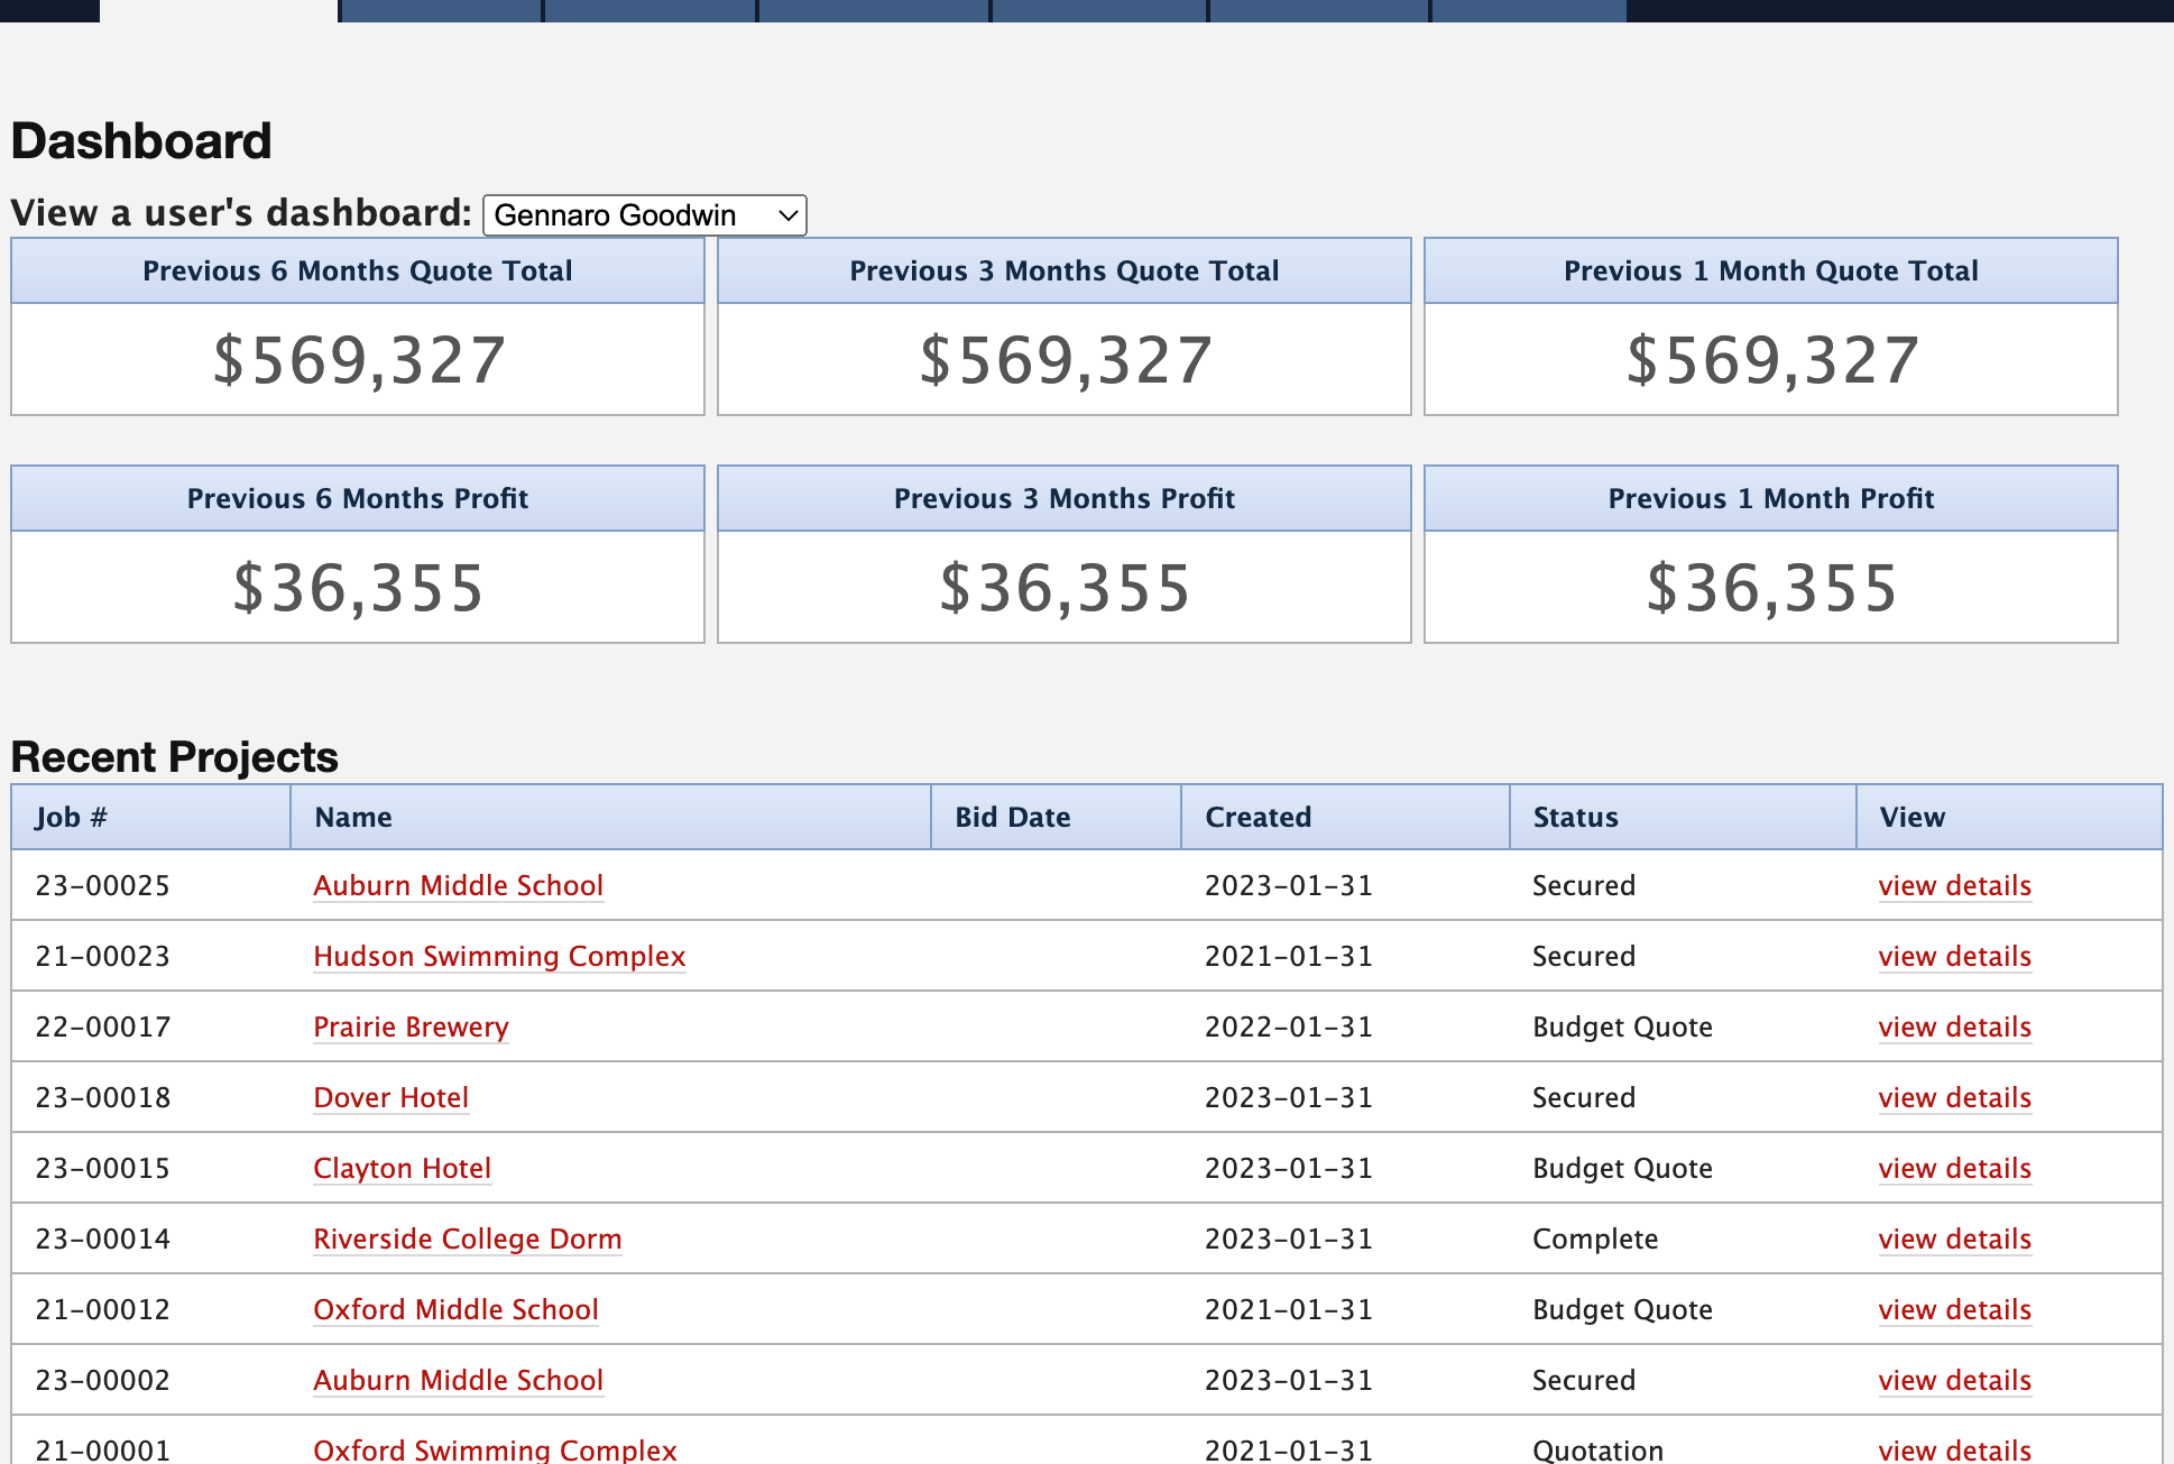 Dashboard
View a user's dashboard: Gennaro Goodwin
Previous 6 Months Quote Total Previous 3 Months Quote Total Previous 1 Month Quote Total
$569,327 $569,327 $569,327
Previous 6 Months Profit Previous 3 Months Profit Previous 1 Month Profit
$36,355 $36,355 $36,355
Recent Projects
Job # Name Bid Date Created Status View
23-00025 Auburn Middle School 2023-01-31 Secured view details
21-00023 Hudson Swimming Complex 2021-01-31 Secured view details
22-00017 Prairie Brewery 2022-01-31 Budget Quote view details
23-00018 Dover Hotel 2023-01-31 Secured view details
23-00015 Clayton Hotel 2023-01-31 Budget Quote view details
23-00014 Riverside College Dorm 2023-01-31 Complete view details
21-00012 Oxford Middle School 2021-01-31 Budget Quote view details
23-00002 Auburn Middle School 2023-01-31 Secured view details
21-00001 Oxford Swimming Complex 2021-01-31 Quotation view details